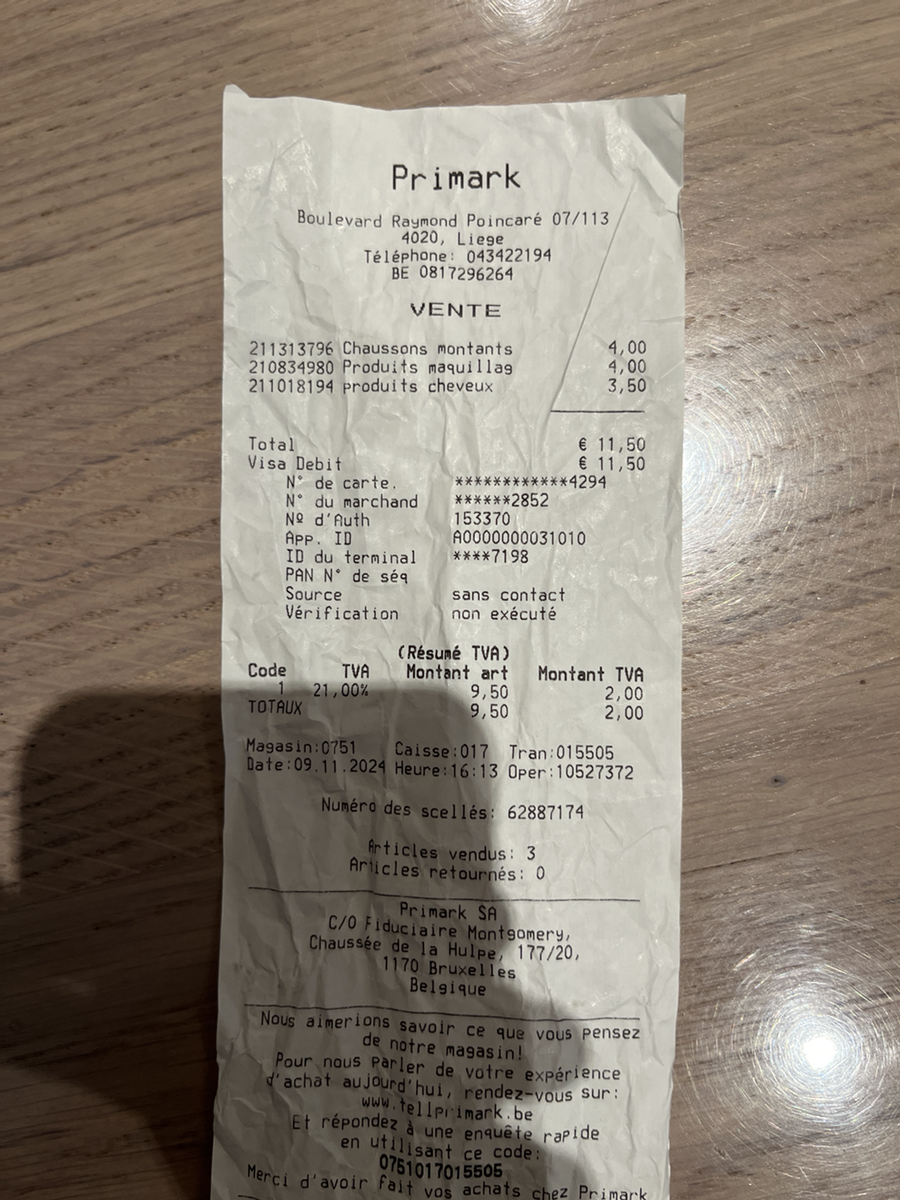 Primark
Boulevard Raymond Poincaré 07/113
4020, Liege
Téléphone: 043422194
BE 0817296264
VENTE
211313796 Chaussons montants 4,00
210834980 Produits maquillag 4,00
211018194 produits cheveux 3,50
Total € 11,50
Visa Debit € 11,50
N° de carte. ************4294
N° du marchand ******2852
Nº d'Auth 153370
App. ID A0000000031010
ID du terminal ****7198
PAN N° de séq
Source sans contact
Vérification non exécuté
(Résumé TVA)
Code TVA Montant art Montant TVA
1 21,00% 9,50 2,00
TOTAUX 9,50 2,00
Magasin:0751 Caisse:017 Tran:015505
Date:09.11.2024 Heure:16:13 Oper:10527372
Numéro des scellés: 62887174
Articles vendus: 3
Articles retournés: 0
Primark SA
C/O Fiduciaire Montgomery,
Chaussée de la Hulpe, 177/20,
1170 Bruxelles
Belgique
Nous aimerions savoir ce que vous pensez
de notre magasin!
Pour nous parler de votre expérience
d'achat aujourd'hui, rendez-vous sur:
www.tellprimark.be
Et répondez à une enquête rapide
en utilisant ce code:
0751017015505
Merci d'avoir fait vos achats chez Primark